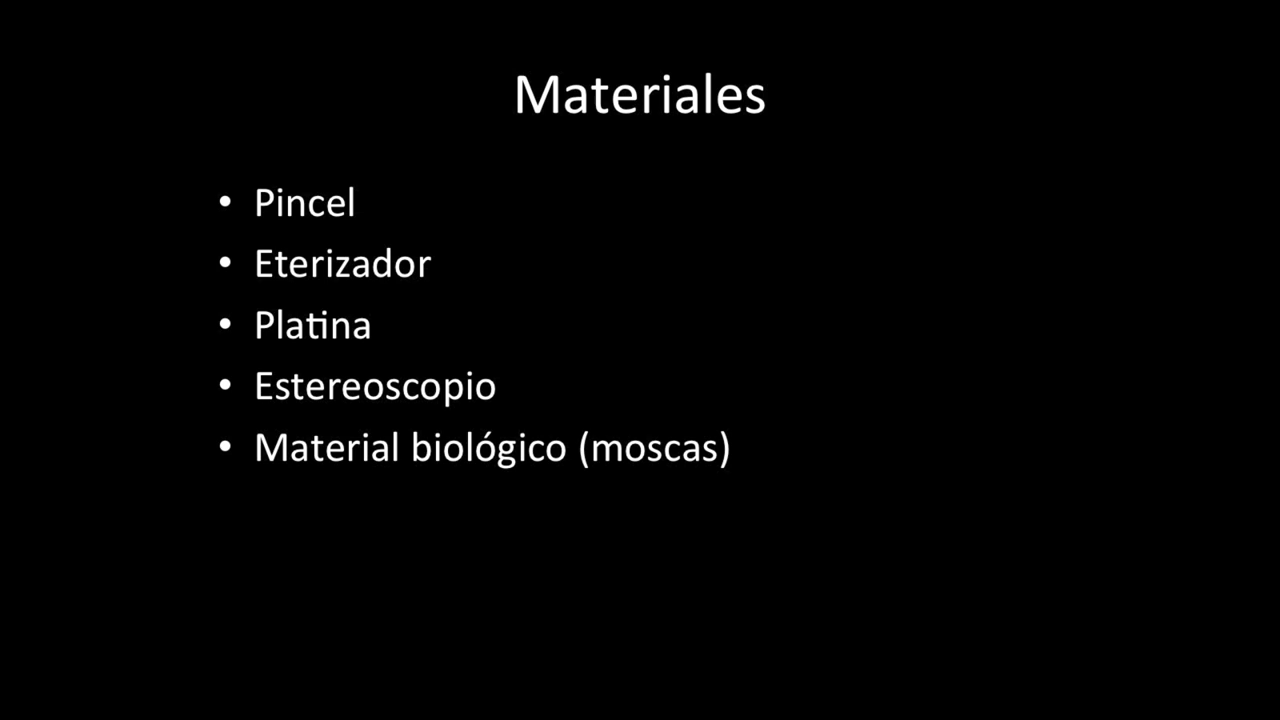 Materiales
• Pincel
• Eterizador
• Platina
• Estereoscopio
• Material biológico (moscas)